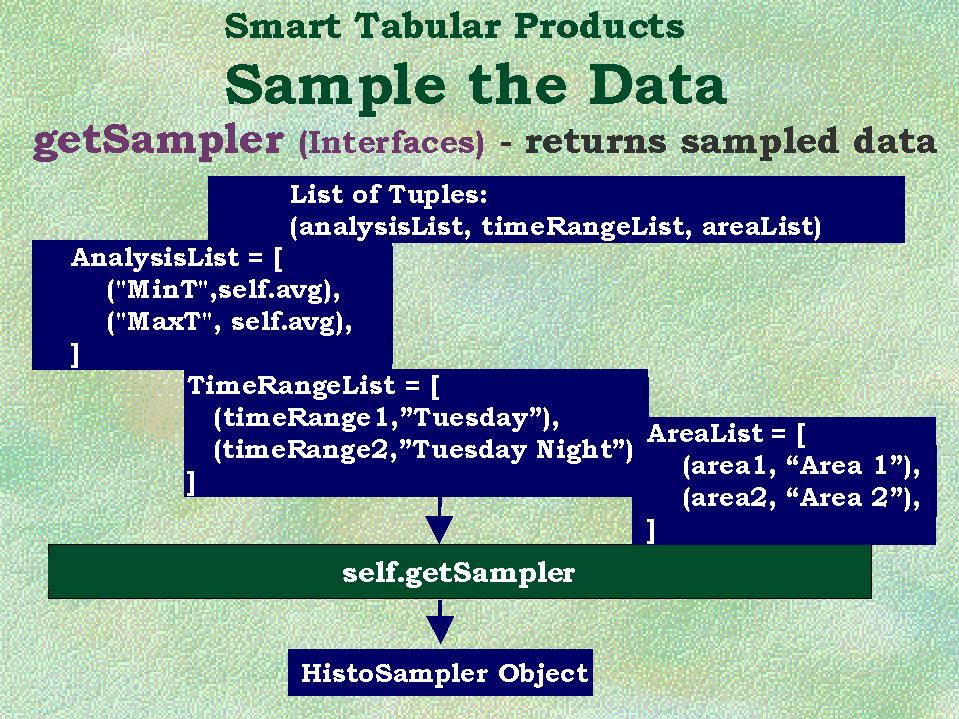 Smart Tabular Products
Sample the Data
getSampler (Interfaces) - returns sampled data
List of Tuples:
(analysisList, timeRangeList, areaList)
AnalysisList = [
("MinT",self.avg),
("MaxT", self.avg),
]
TimeRangeList = [
(timeRange1,”Tuesday”),
(timeRange2,”Tuesday Night”)
]
AreaList = [
(area1, “Area 1”),
(area2, “Area 2”),
]
self.getSampler
HistoSampler Object